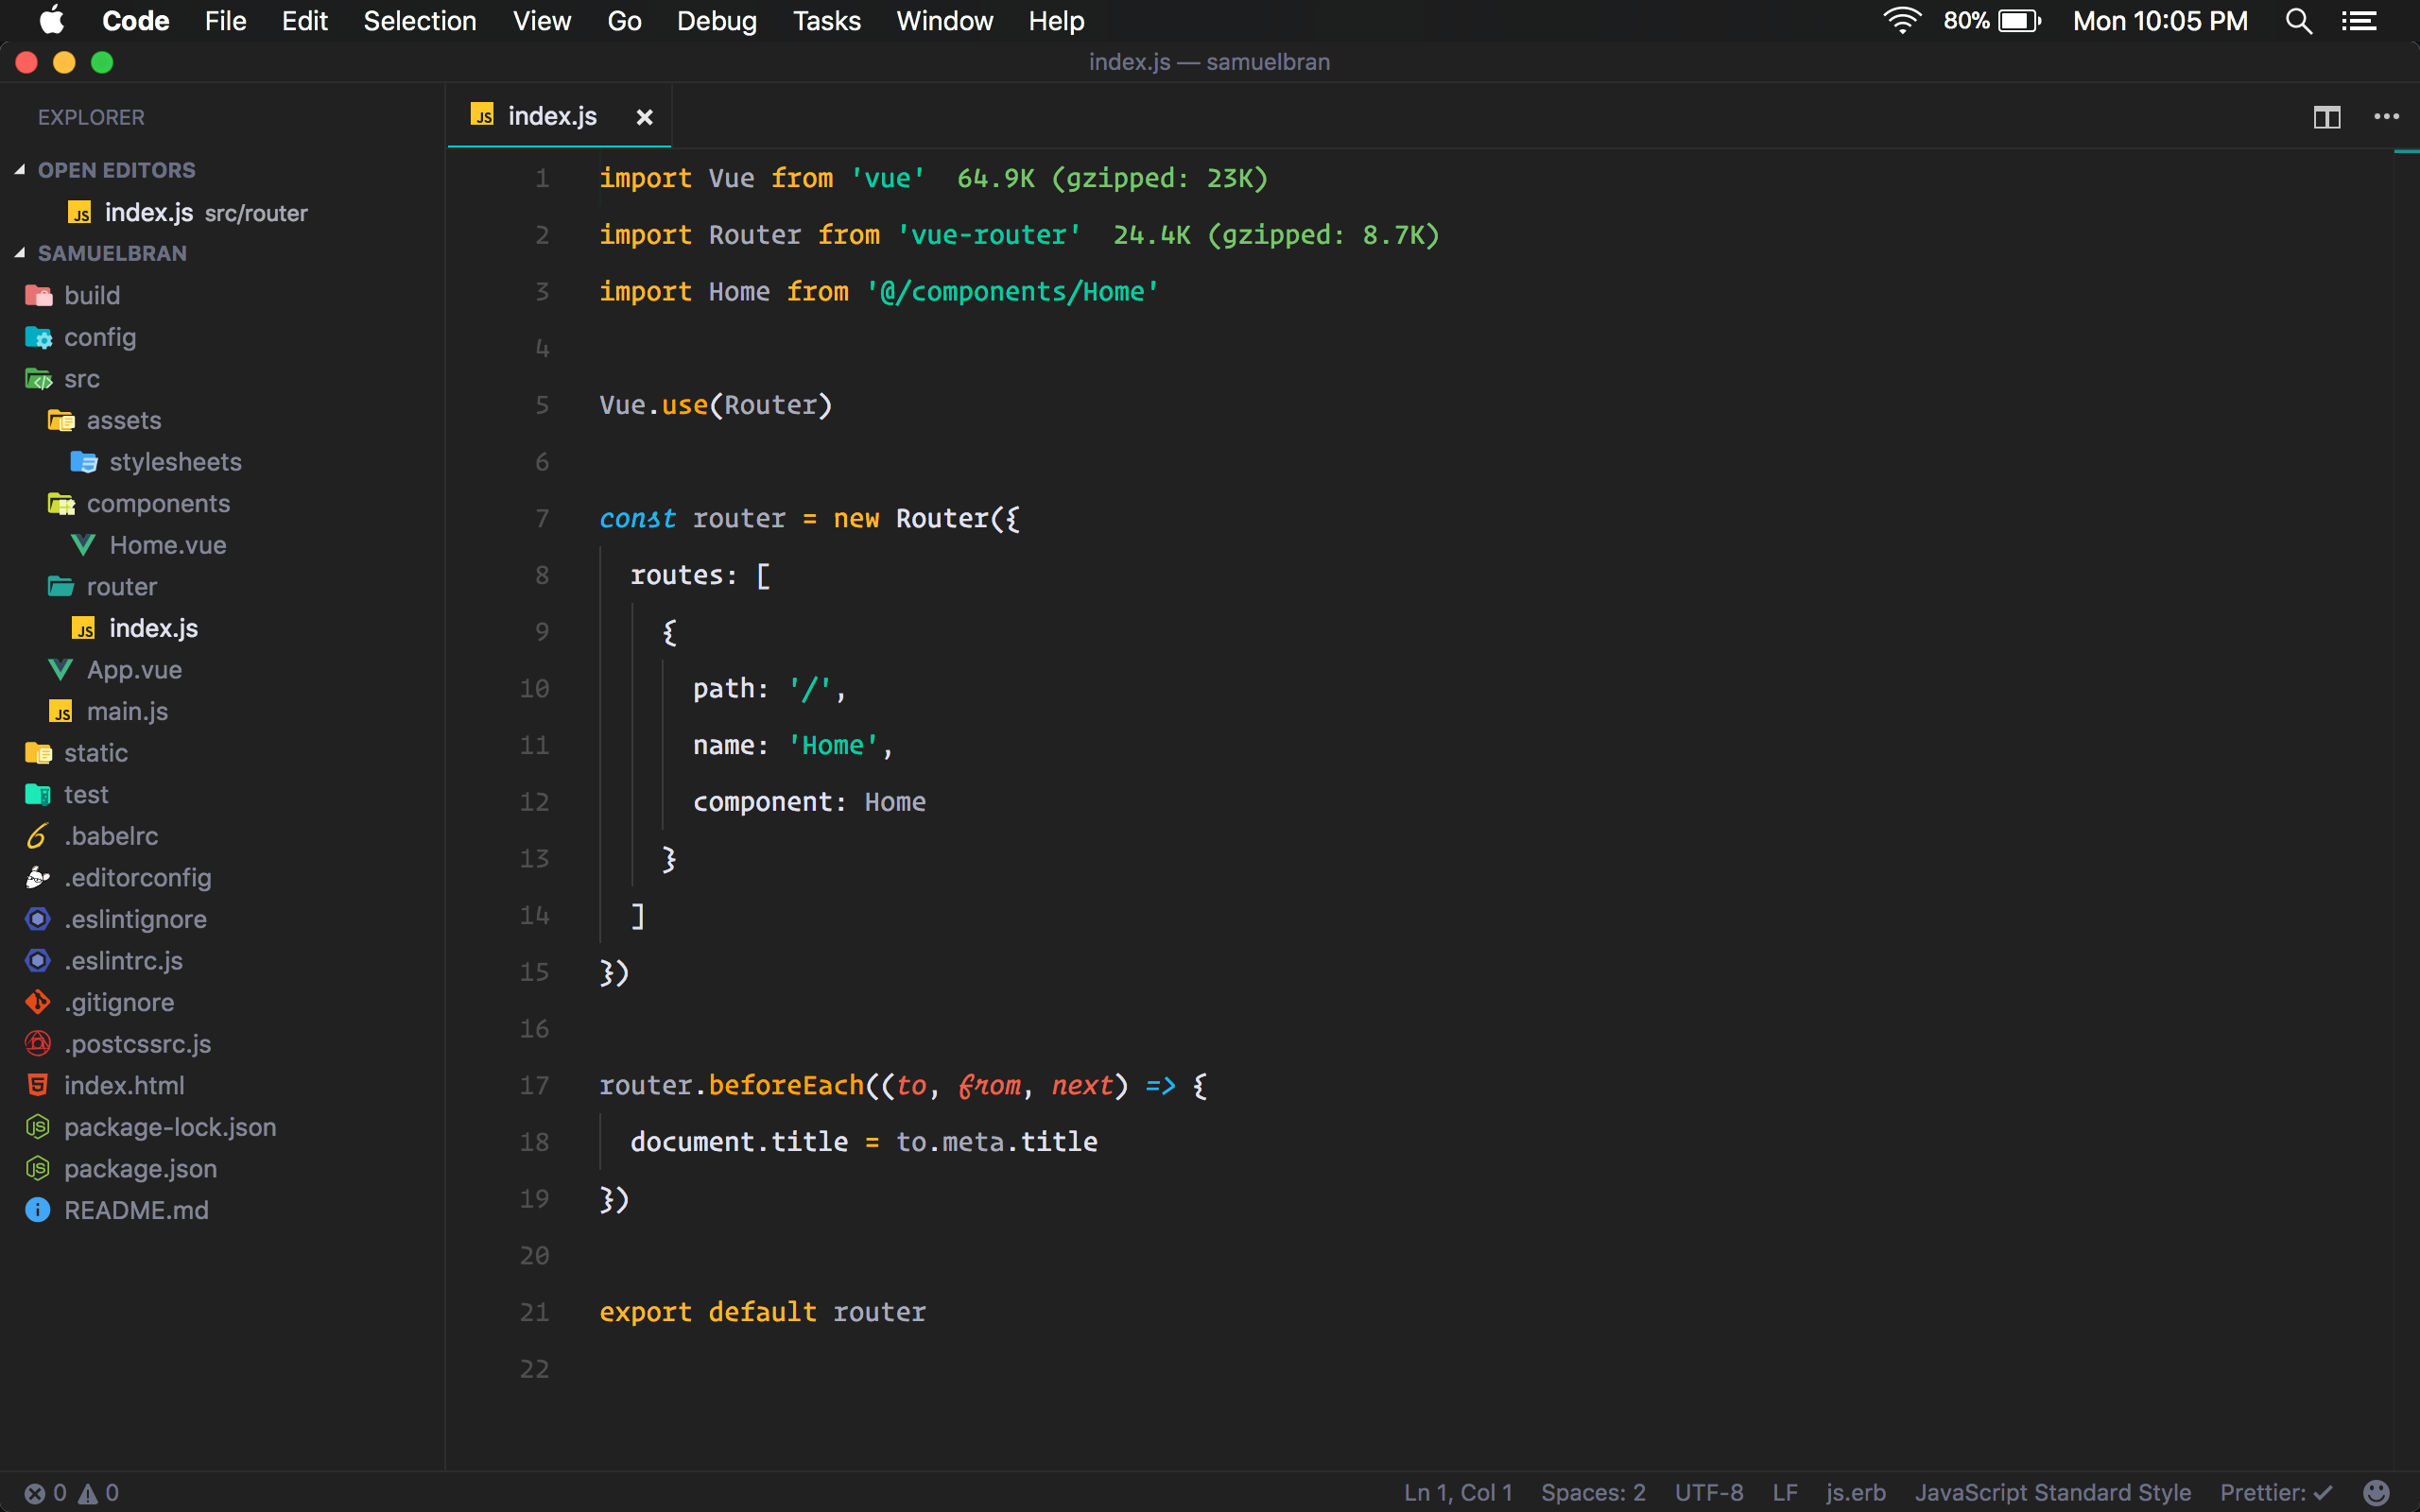 Code File Edit Selection View Go Debug Tasks Window Help 80% Mon 10:05 PM
index.js — samuelbran
EXPLORER
OPEN EDITORS
JS index.js src/router
SAMUELBRAN
build
config
src
assets
stylesheets
components
Home.vue
router
JS index.js
App.vue
JS main.js
static
test
.babelrc
.editorconfig
.eslintignore
.eslintrc.js
.gitignore
.postcssrc.js
index.html
package-lock.json
package.json
README.md
JS index.js
1 import Vue from 'vue' 64.9K (gzipped: 23K)
2 import Router from 'vue-router' 24.4K (gzipped: 8.7K)
3 import Home from '@/components/Home'
4
5 Vue.use(Router)
6
7 const router = new Router({
8 routes: [
9 {
10 path: '/',
11 name: 'Home',
12 component: Home
13 }
14 ]
15 })
16
17 router.beforeEach((to, from, next) => {
18 document.title = to.meta.title
19 })
20
21 export default router
22
0 0 Ln 1, Col 1 Spaces: 2 UTF-8 LF js.erb JavaScript Standard Style Prettier: ✓